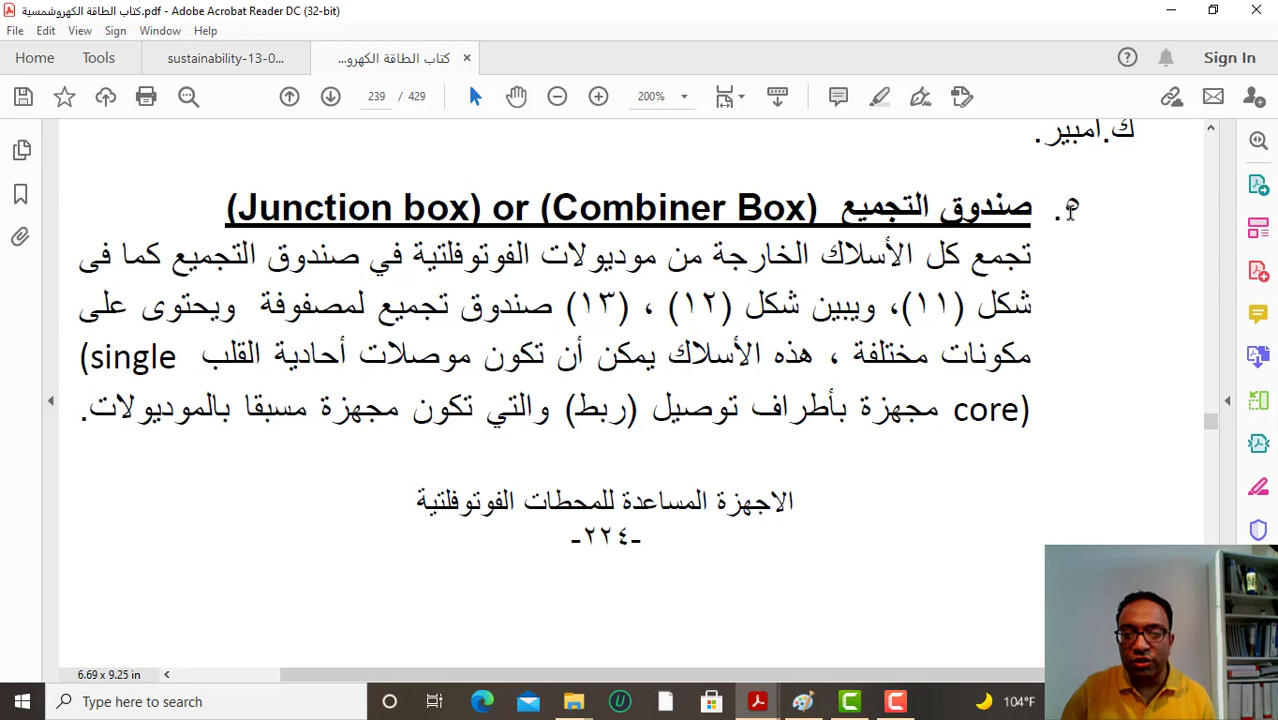 كتاب الطاقة الكهروشمسية.pdf - Adobe Acrobat Reader DC (32-bit)
File Edit View Sign Window Help
Home Tools sustainability-13-0... كتاب الطاقة الكهرو... × Sign In
239 / 429 200%
ك.امبير.
صندوق التجميع (Junction box) or (Combiner Box)
تجمع كل الأسلاك الخارجة من موديولات الفوتوفلتية في صندوق التجميع كما فى
شكل (١١)، ويبين شكل (١٢) ، (١٣) صندوق تجميع لمصفوفة ويحتوى على
مكونات مختلفة ، هذه الأسلاك يمكن أن تكون موصلات أحادية القلب (single
core) مجهزة بأطراف توصيل (ربط) والتي تكون مجهزة مسبقا بالموديولات.
الاجهزة المساعدة للمحطات الفوتوفلتية
-٢٢٤-
6.69 x 9.25 in
Type here to search
104°F